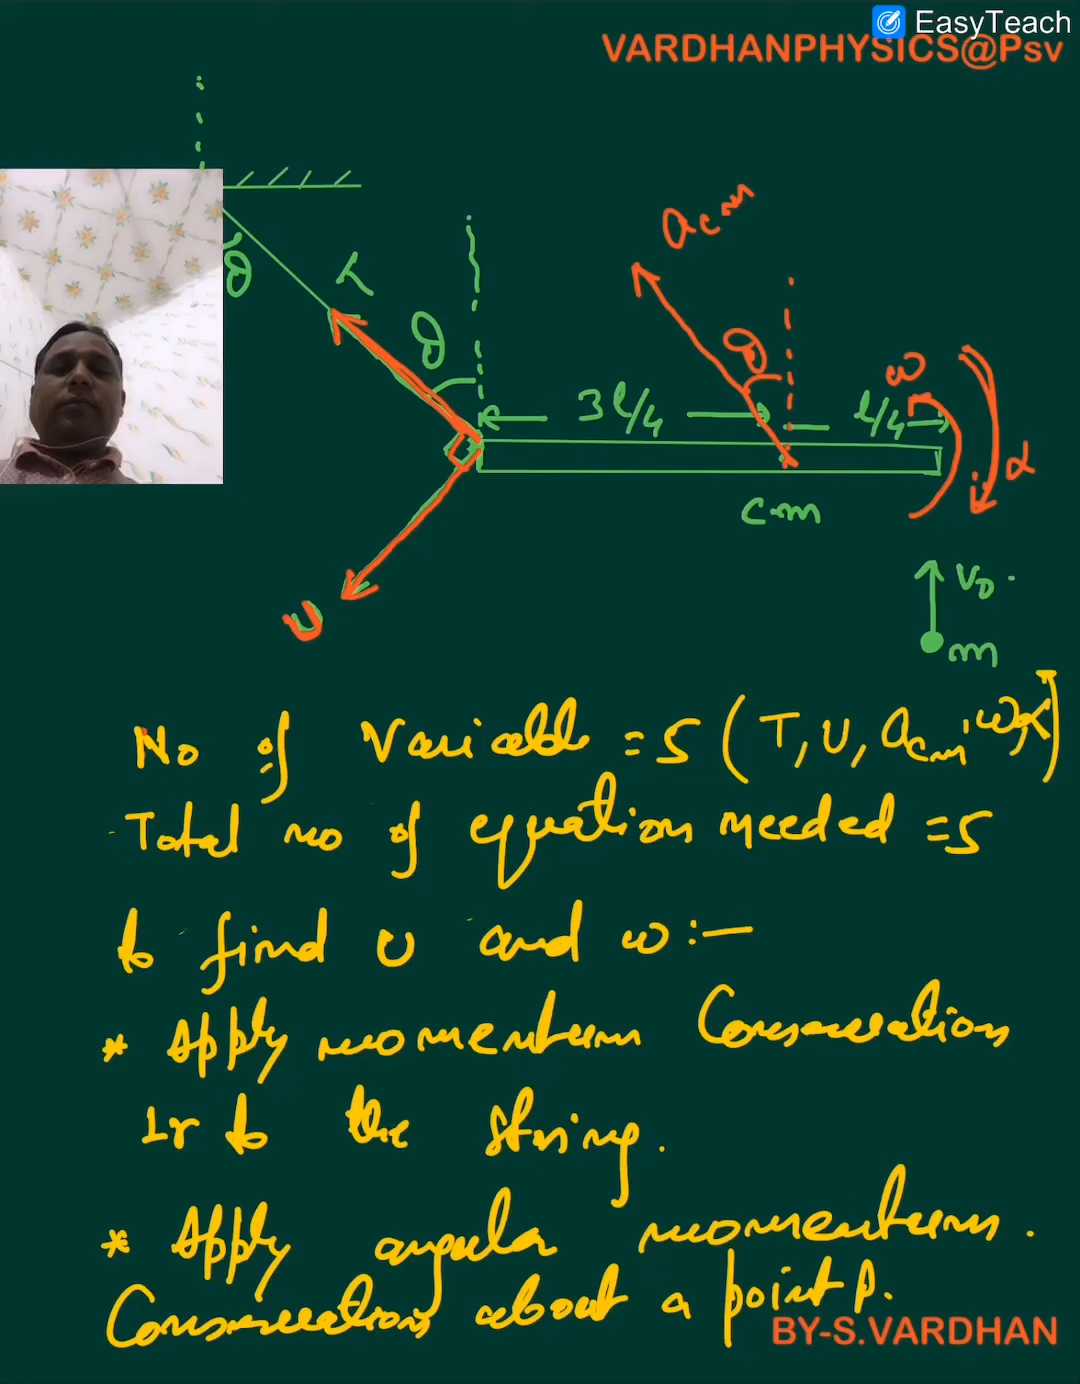 EasyTeach
VARDHANPHYSICS@Psv
acm
θ
T
θ
θ
ω
3l/4
l/4
α
c.m
V0.
U
m
No of Variable = 5 (T, U, acm, ω, α)
Total no of equation needed = 5
to find U and ω :-
* Apply momentum Conservation
⊥r to the string.
* Apply angular momentum.
Conservation about a point P.
BY-S.VARDHAN